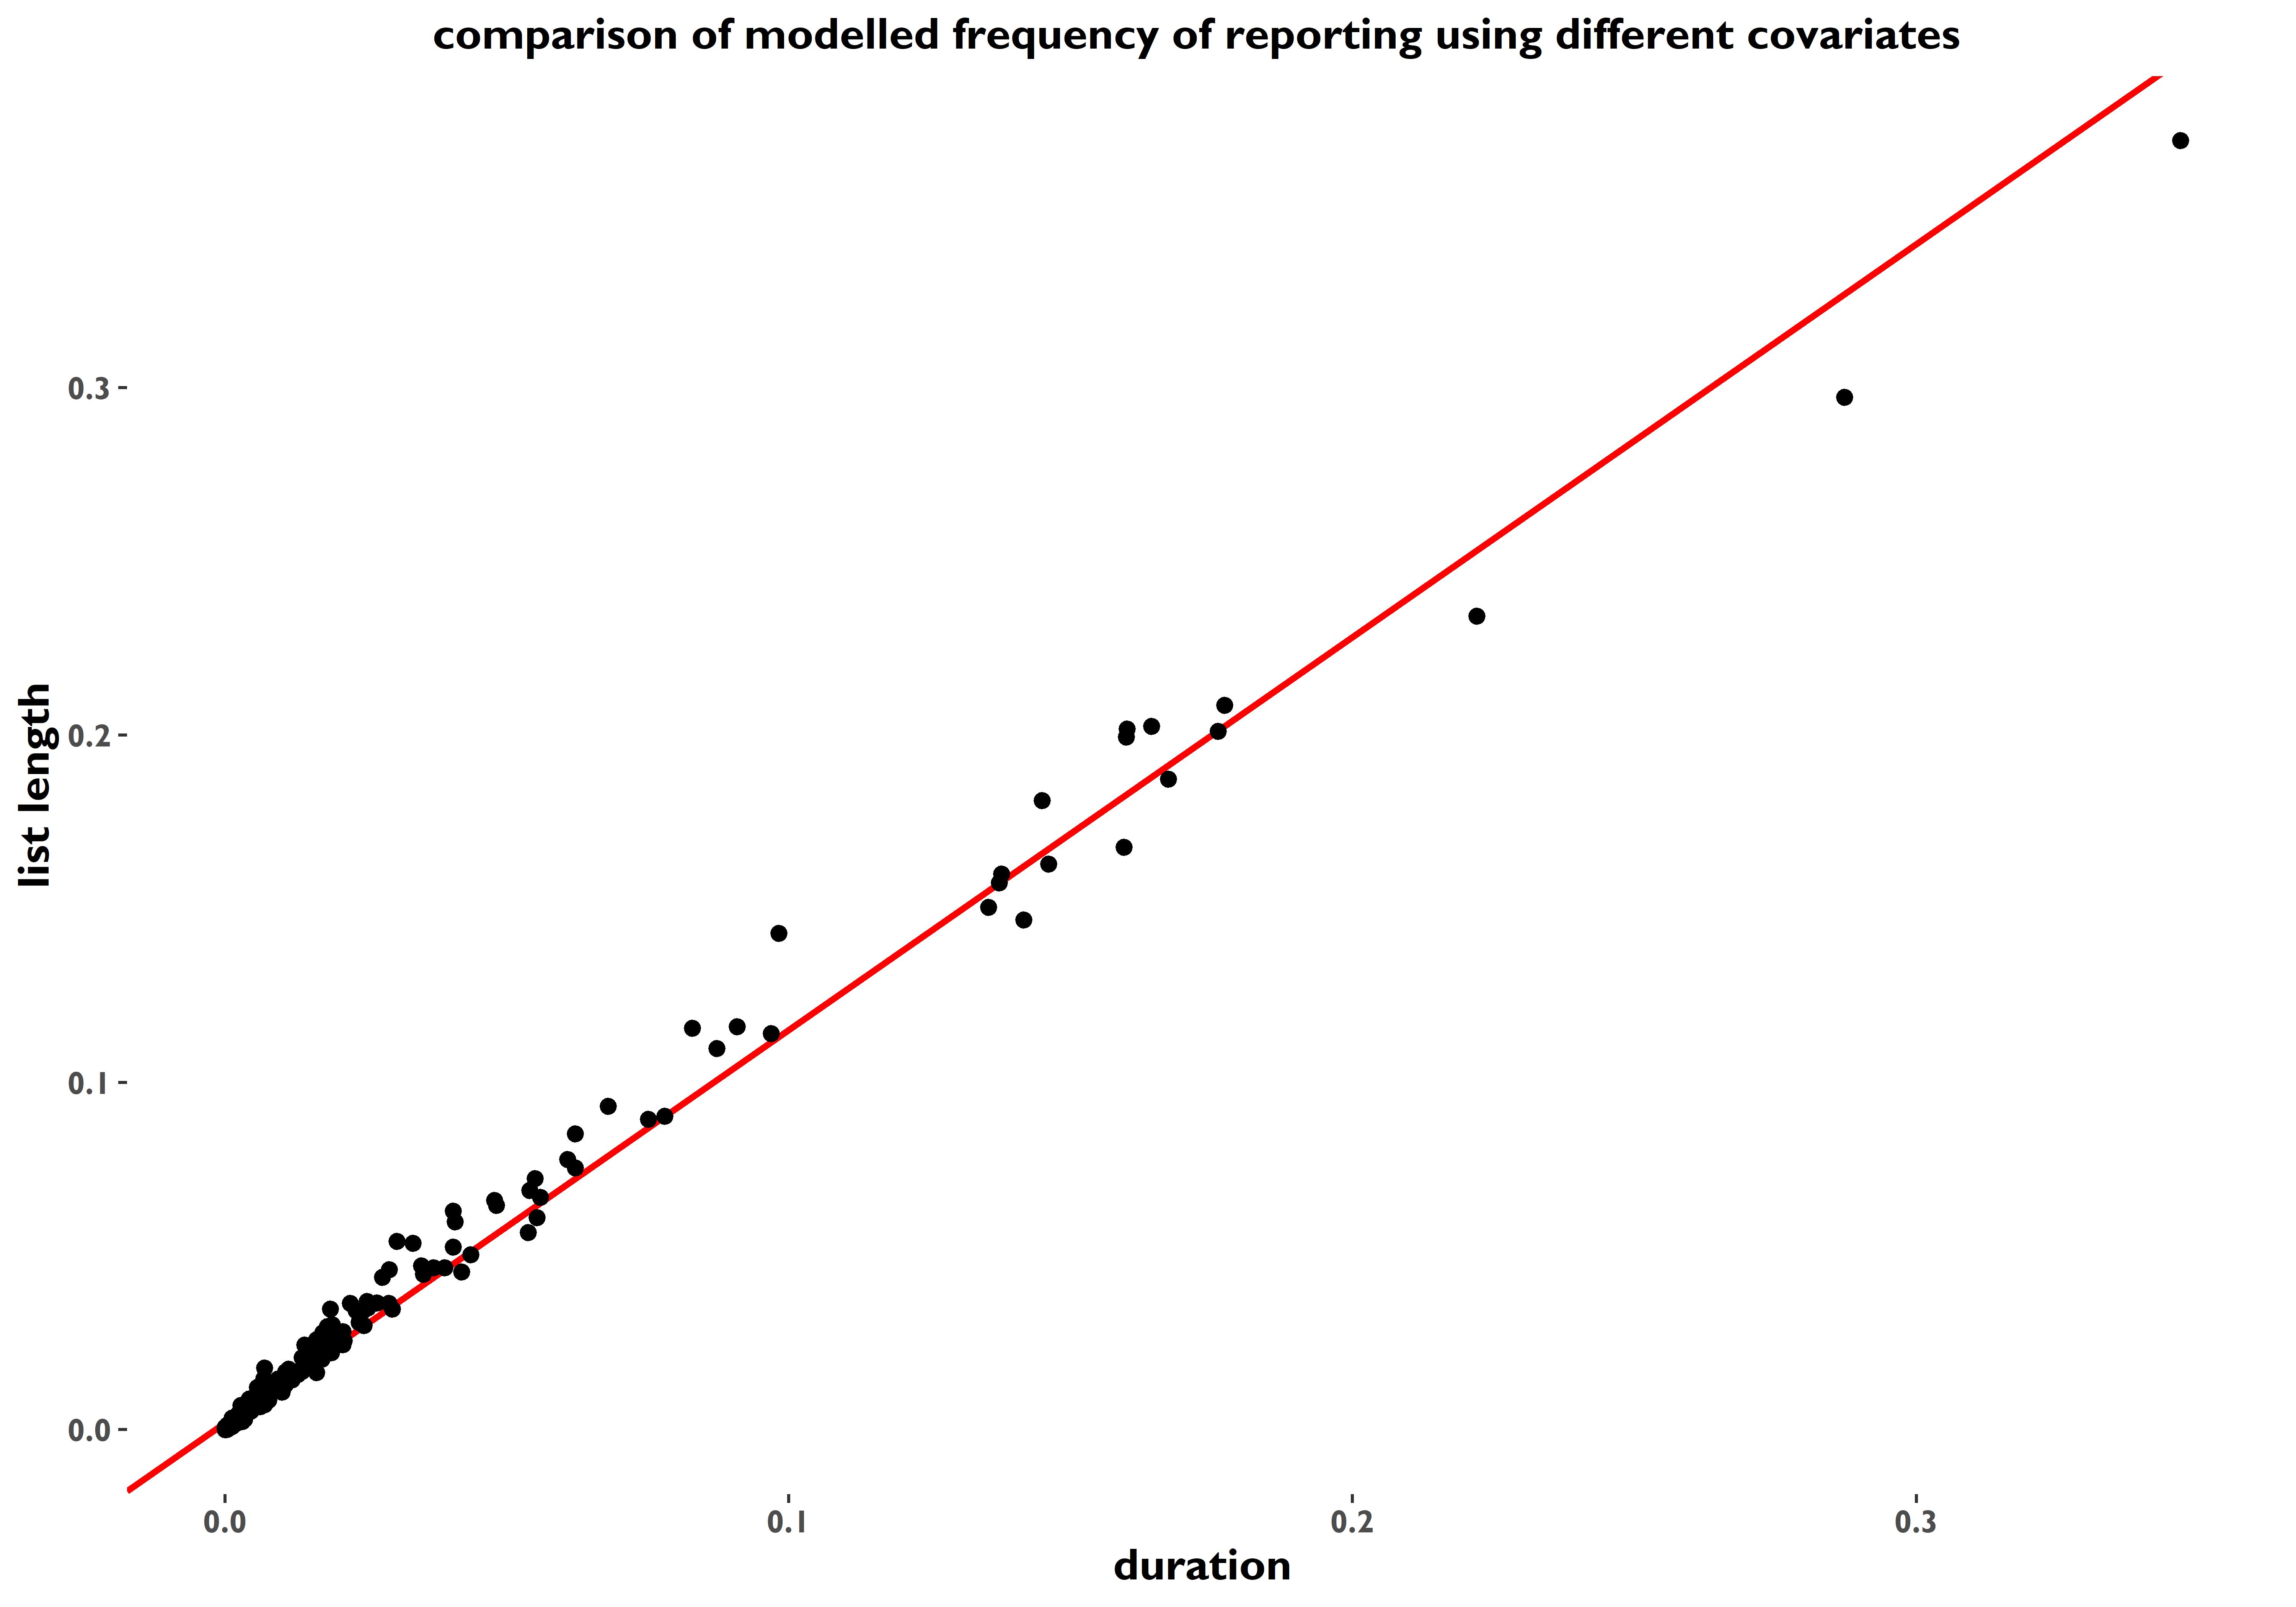 comparison of modelled frequency of reporting using different covariates
0.3
0.2
0.1
0.0
list length
0.0 0.1 0.2 0.3
duration